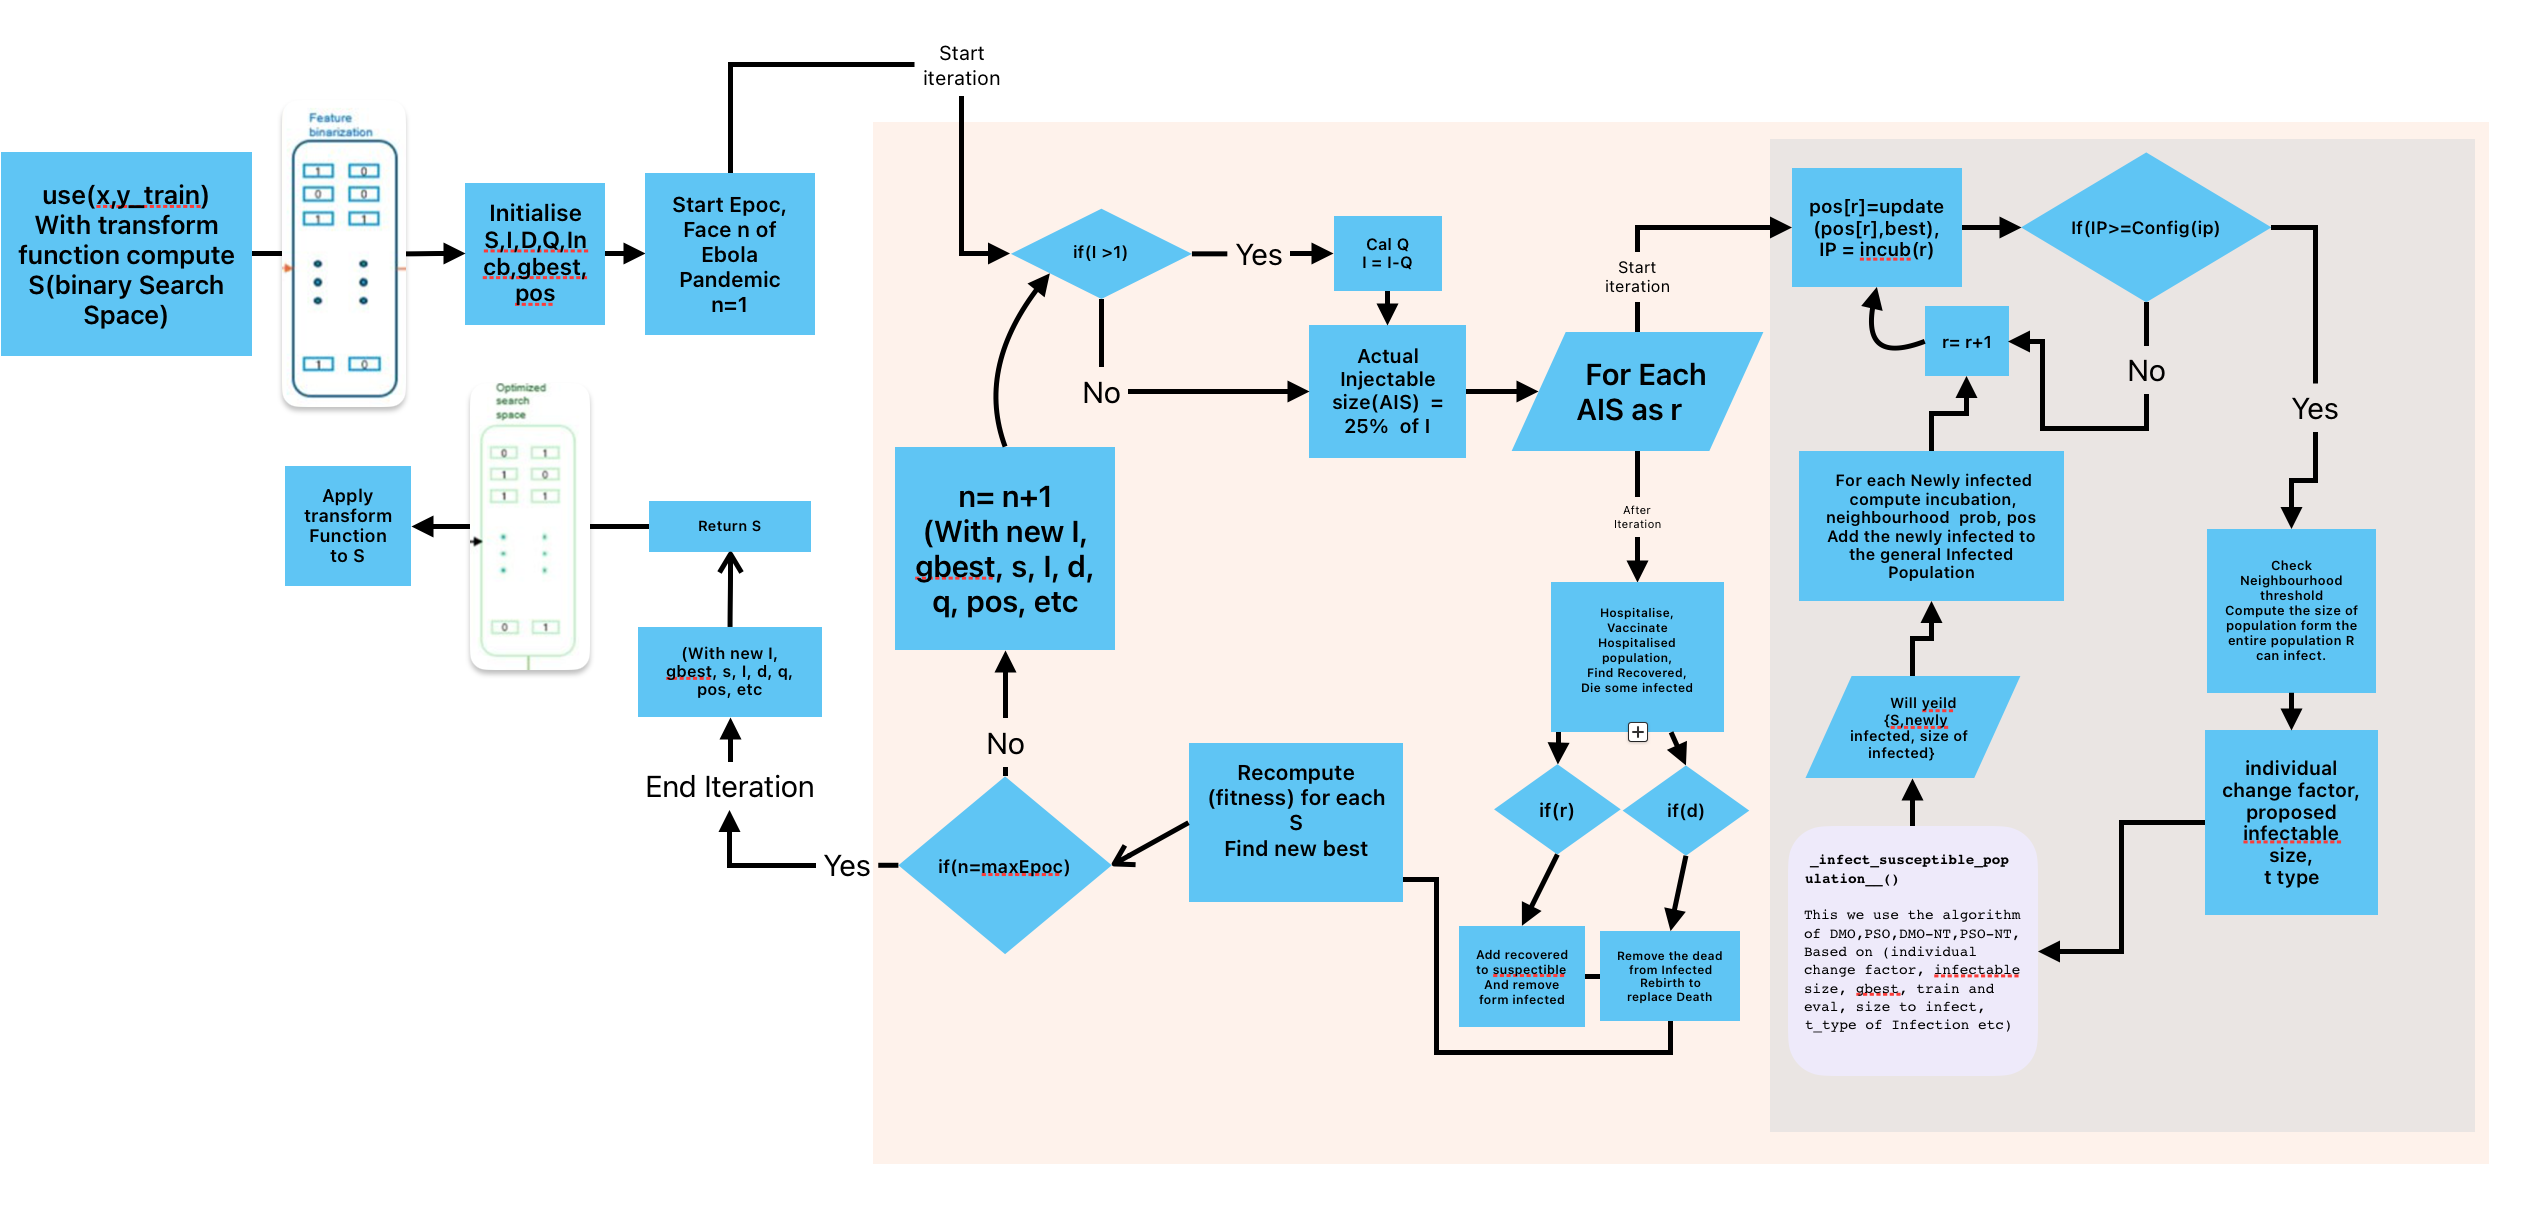 use(x,y_train)
With transform
function compute
S(binary Search
Space)
Feature
binarization
1 0
0 0
1 1
1 0
Initialise
S,I,D,Q,In
cb,gbest,
pos
Start Epoc,
Face n of
Ebola
Pandemic
n=1
Start
iteration
if(I >1)
Yes
No
Cal Q
I = I-Q
Actual
Injectable
size(AIS) =
25% of I
For Each
AIS as r
Start
iteration
After
Iteration
pos[r]=update
(pos[r],best),
IP = incub(r)
If(IP>=Config(ip)
r= r+1
No
Yes
Check
Neighbourhood
threshold
Compute the size of
population form the
entire population R
can infect.
individual
change factor,
proposed
infectable
size,
t type
_infect_susceptible_pop
ulation__()
This we use the algorithm
of DMO,PSO,DMO-NT,PSO-NT,
Based on (individual
change factor, infectable
size, gbest, train and
eval, size to infect,
t_type of Infection etc)
Will yeild
{S,newly
infected, size of
infected}
For each Newly infected
compute incubation,
neighbourhood prob, pos
Add the newly infected to
the general Infected
Population
Hospitalise,
Vaccinate
Hospitalised
population,
Find Recovered,
Die some infected
if(r)
if(d)
Add recovered
to suspectible
And remove
form infected
Remove the dead
from Infected
Rebirth to
replace Death
Recompute
(fitness) for each
S
Find new best
if(n=maxEpoc)
No
Yes
n= n+1
(With new I,
gbest, s, I, d,
q, pos, etc
End Iteration
(With new I,
gbest, s, I, d, q,
pos, etc
Return S
Optimized
search
space
0 1
1 0
1 1
0 1
Apply
transform
Function
to S